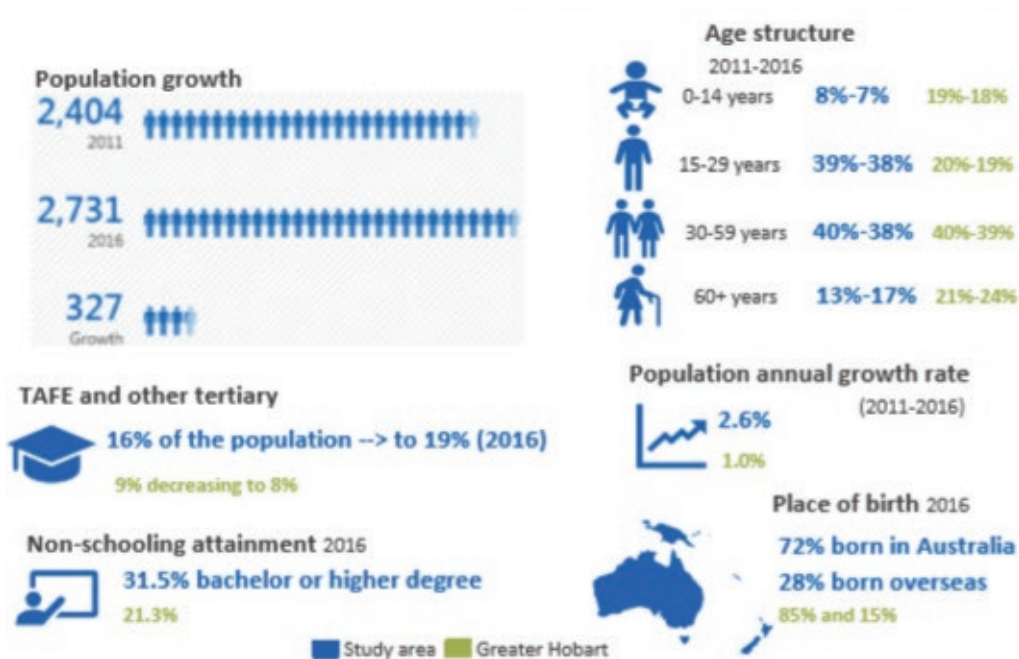 Population growth
2,404
2011
2,731
2016
327
Growth
Age structure
2011-2016
0-14 years 8%-7% 19%-18%
15-29 years 39%-38% 20%-19%
30-59 years 40%-38% 40%-39%
60+ years 13%-17% 21%-24%
TAFE and other tertiary
16% of the population --> to 19% (2016)
9% decreasing to 8%
Population annual growth rate
(2011-2016)
2.6%
1.0%
Non-schooling attainment 2016
31.5% bachelor or higher degree
21.3%
Place of birth 2016
72% born in Australia
28% born overseas
85% and 15%
Study area Greater Hobart